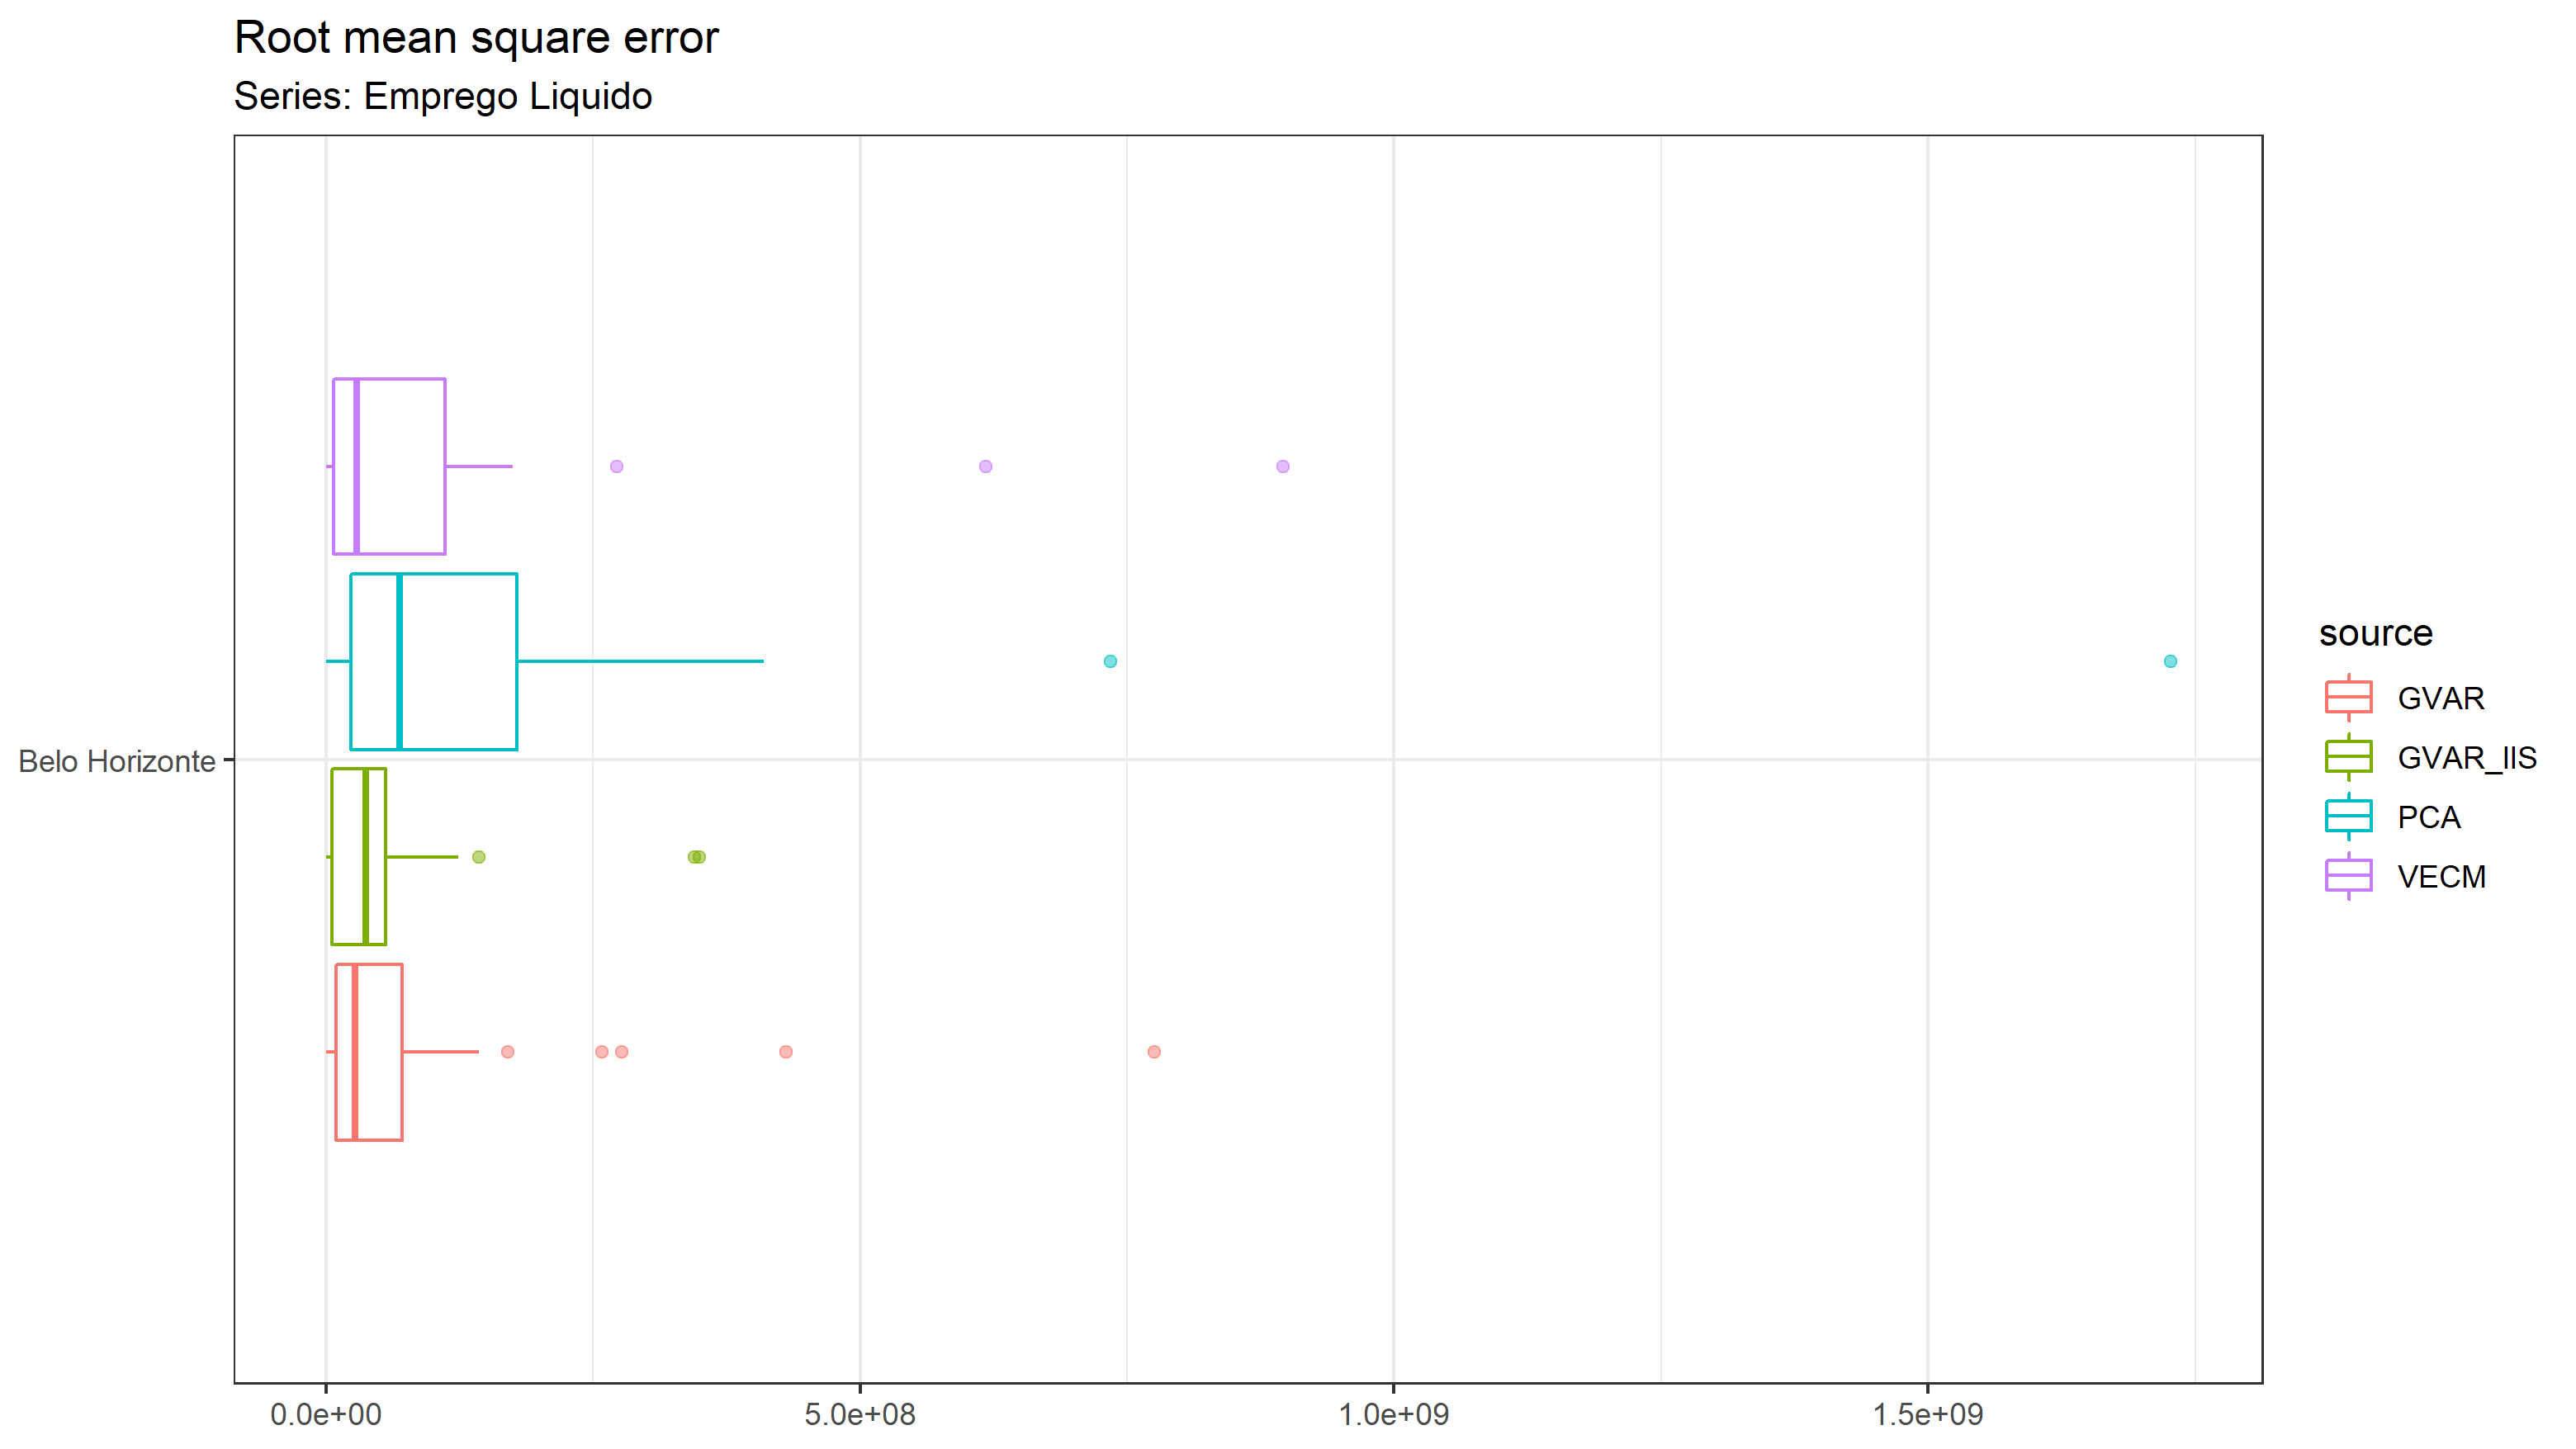 Root mean square error
Series: Emprego Liquido
Belo Horizonte
0.0e+00
5.0e+08
1.0e+09
1.5e+09
source
GVAR
GVAR_IIS
PCA
VECM